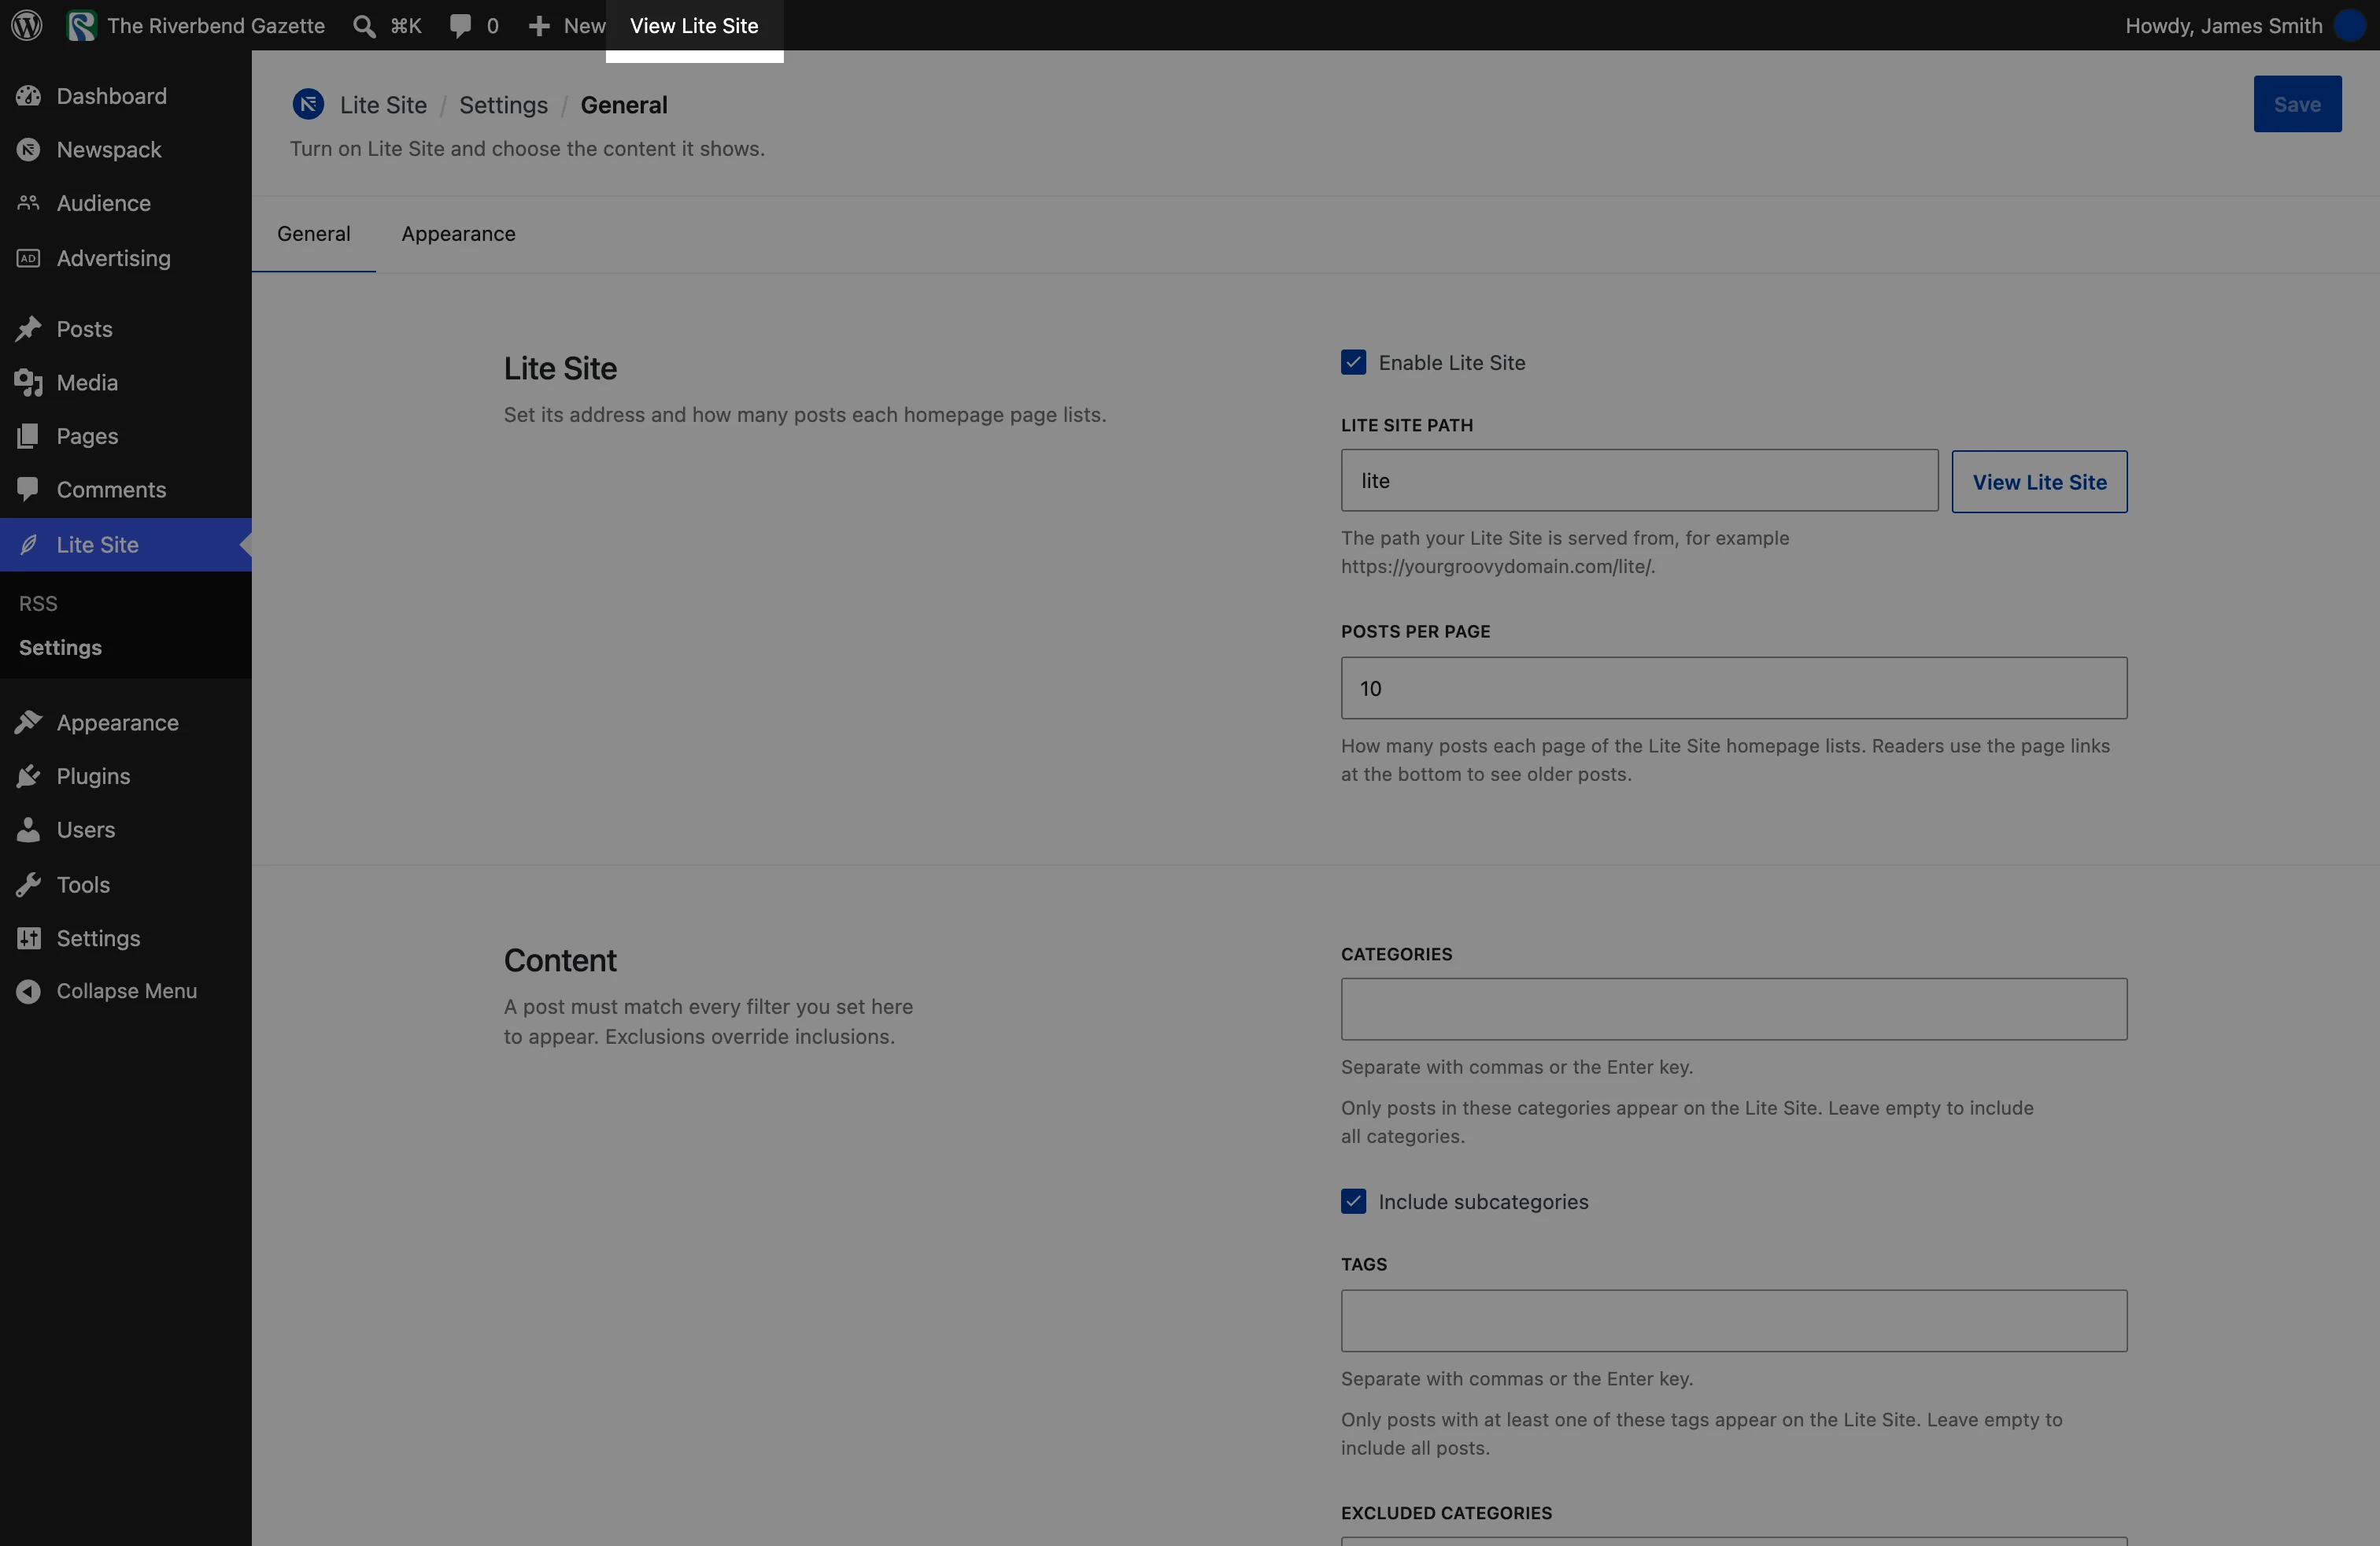 The Riverbend Gazette ⌘K 0 New View Lite Site Howdy, James Smith
Dashboard
Newspack
Audience
AD Advertising
Posts
Media
Pages
Comments
Lite Site
RSS
Settings
Appearance
Plugins
Users
Tools
Settings
Collapse Menu
Lite Site / Settings / General
Save
Turn on Lite Site and choose the content it shows.
General Appearance
Lite Site
Set its address and how many posts each homepage page lists.
Enable Lite Site
LITE SITE PATH
lite
View Lite Site
The path your Lite Site is served from, for example
https://yourgroovydomain.com/lite/.
POSTS PER PAGE
10
How many posts each page of the Lite Site homepage lists. Readers use the page links
at the bottom to see older posts.
Content
A post must match every filter you set here
to appear. Exclusions override inclusions.
CATEGORIES
Separate with commas or the Enter key.
Only posts in these categories appear on the Lite Site. Leave empty to include
all categories.
Include subcategories
TAGS
Separate with commas or the Enter key.
Only posts with at least one of these tags appear on the Lite Site. Leave empty to
include all posts.
EXCLUDED CATEGORIES